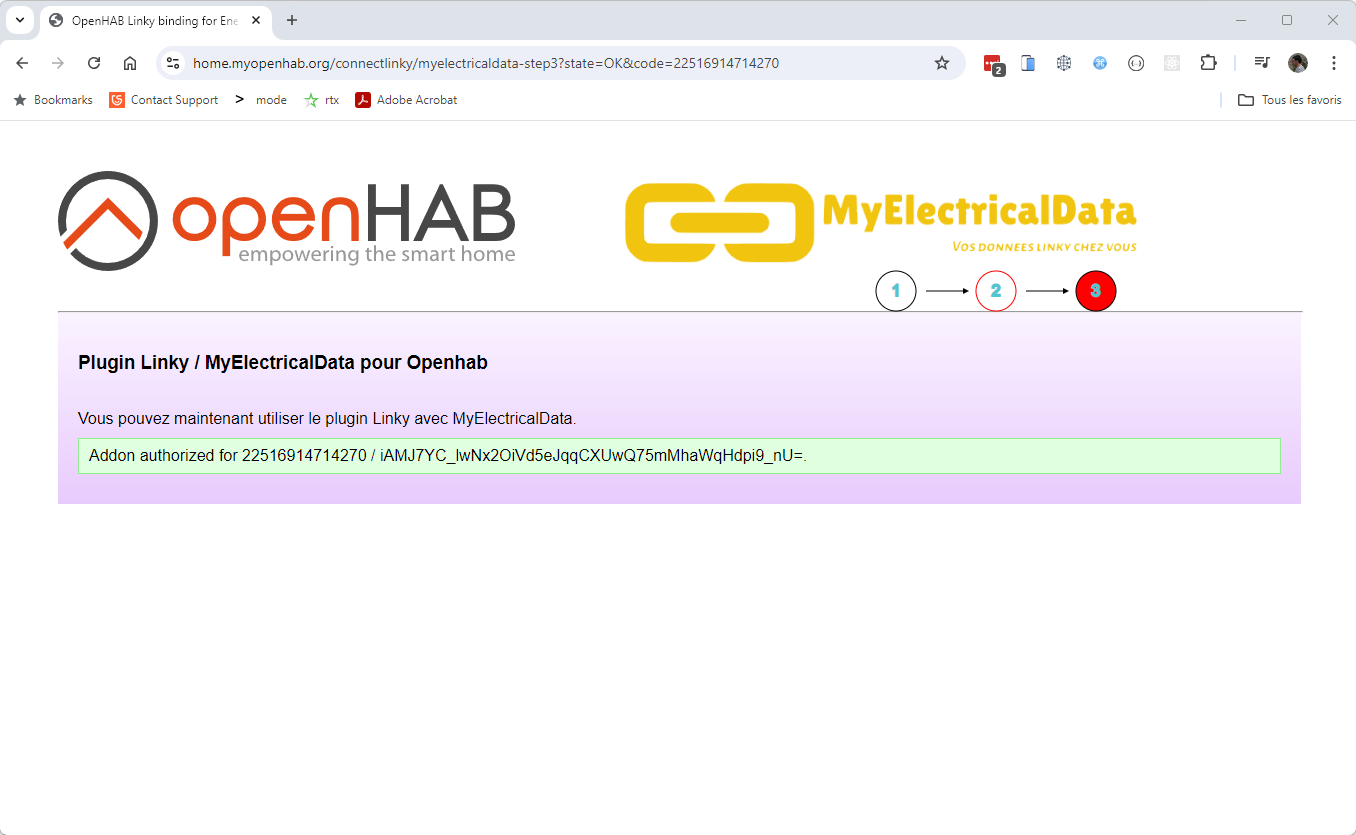 OpenHAB Linky binding for Ene
home.myopenhab.org/connectlinky/myelectricaldata-step3?state=OK&code=22516914714270
2
Bookmarks Contact Support > mode rtx Adobe Acrobat Tous les favoris
openHAB
empowering the smart home
MyElectricalData
VOS DONNEES LINKY CHEZ VOUS
1 2 3
Plugin Linky / MyElectricalData pour Openhab
Vous pouvez maintenant utiliser le plugin Linky avec MyElectricalData.
Addon authorized for 22516914714270 / iAMJ7YC_lwNx2OiVd5eJqqCXUwQ75mMhaWqHdpi9_nU=.